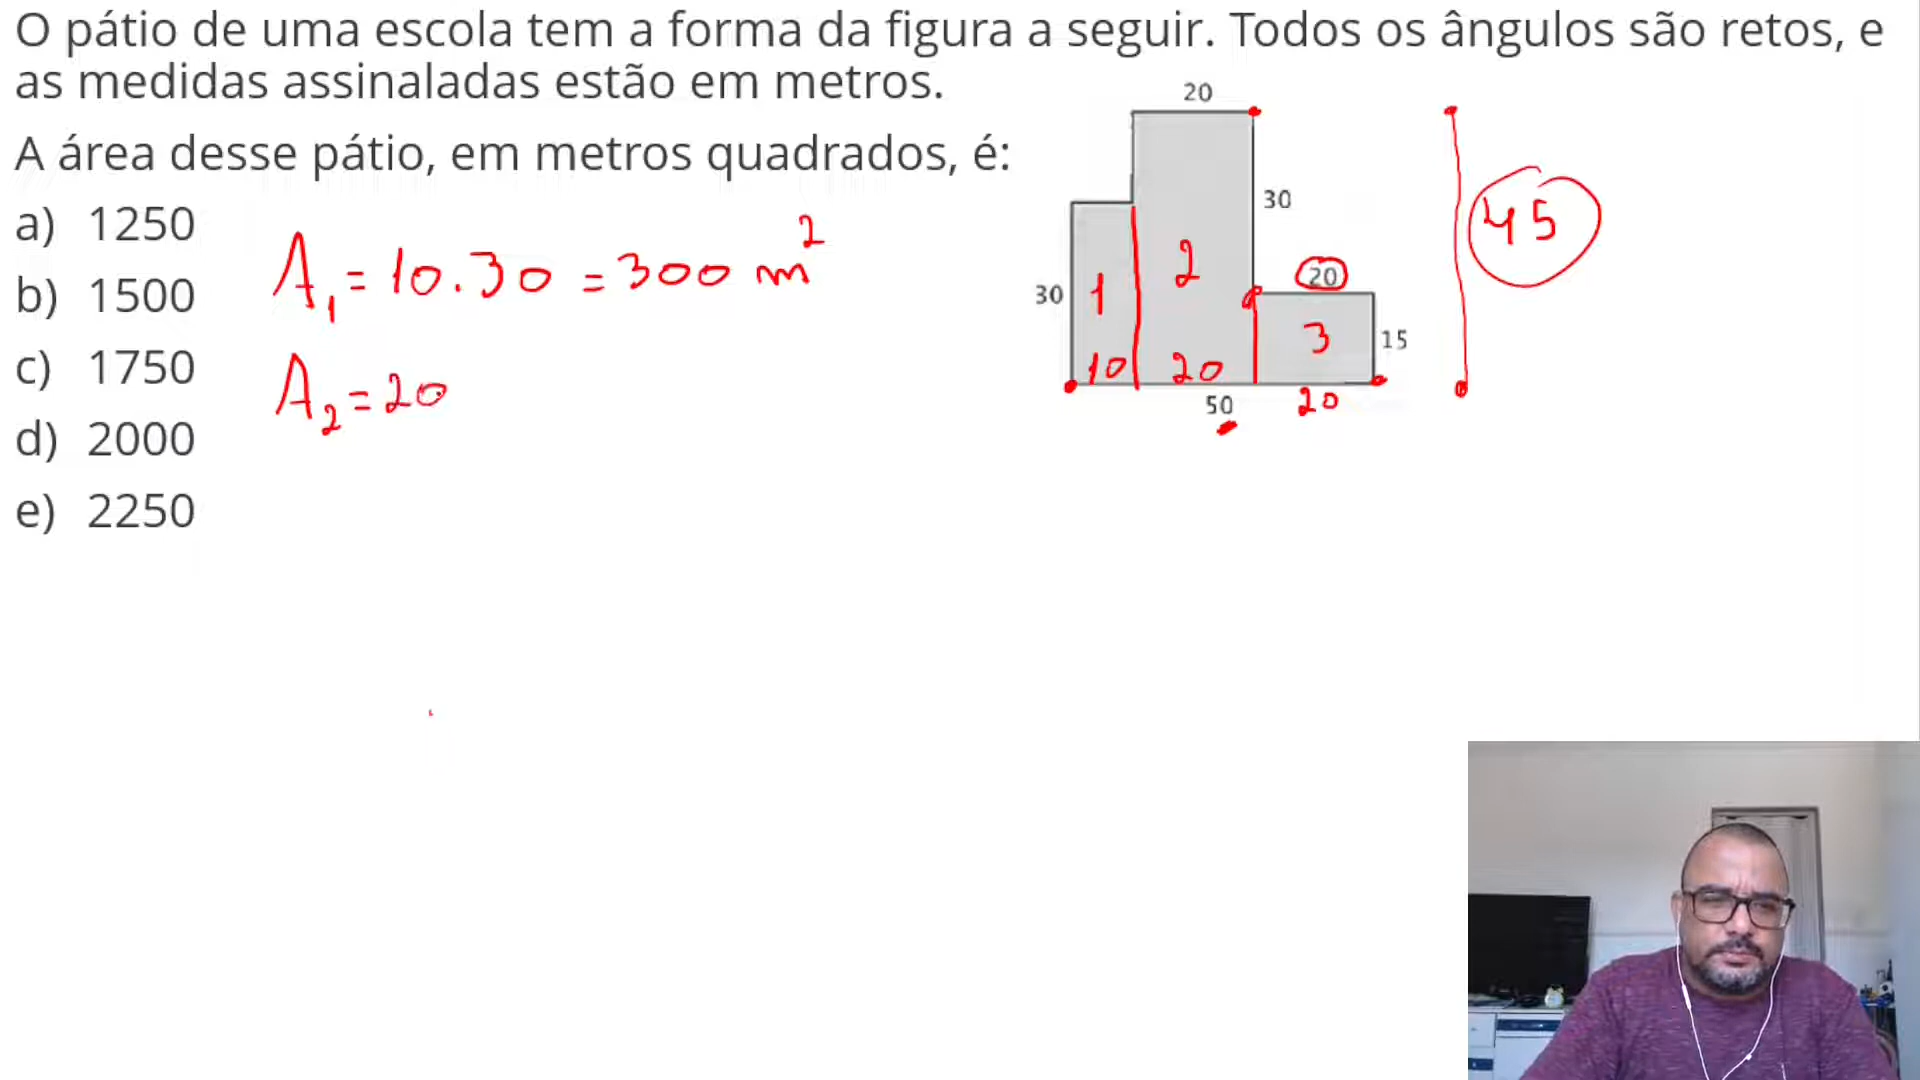 O pátio de uma escola tem a forma da figura a seguir. Todos os ângulos são retos, e
as medidas assinaladas estão em metros.
A área desse pátio, em metros quadrados, é:
a) 1250
b) 1500
c) 1750
d) 2000
e) 2250
A₁ = 10.30 = 300 m²
A₂ = 20
20
30
45
20
30
1
2
3
15
10
20
50
20